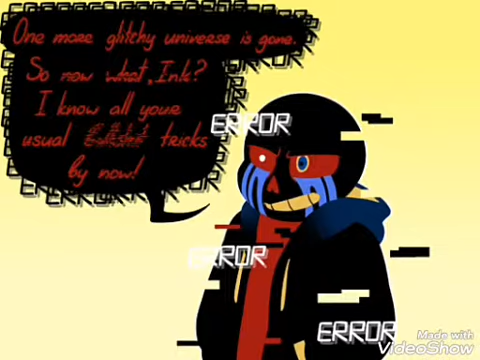 One more glitchy universe is gone.
So now what, Ink?
I know all your
usual tricks
by now!
ERROR
ERROR
ERROR
Made with
VideoShow